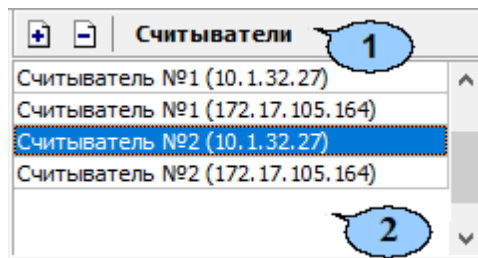 Считыватели
1
Считыватель №1 (10.1.32.27)
Считыватель №1 (172.17.105.164)
Считыватель №2 (10.1.32.27)
Считыватель №2 (172.17.105.164)
2